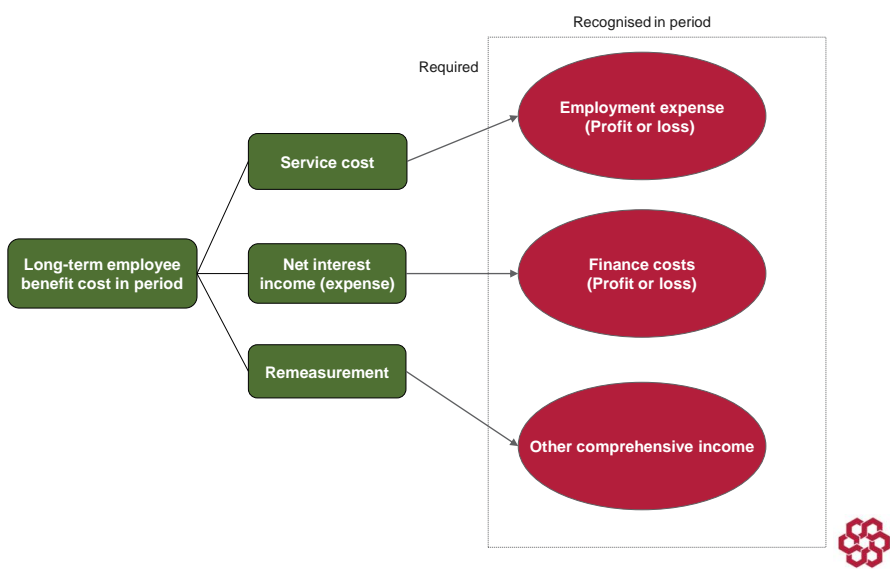 Recognised in period
Required
Employment expense
(Profit or loss)
Service cost
Long-term employee
benefit cost in period
Net interest
income (expense)
Finance costs
(Profit or loss)
Remeasurement
Other comprehensive income